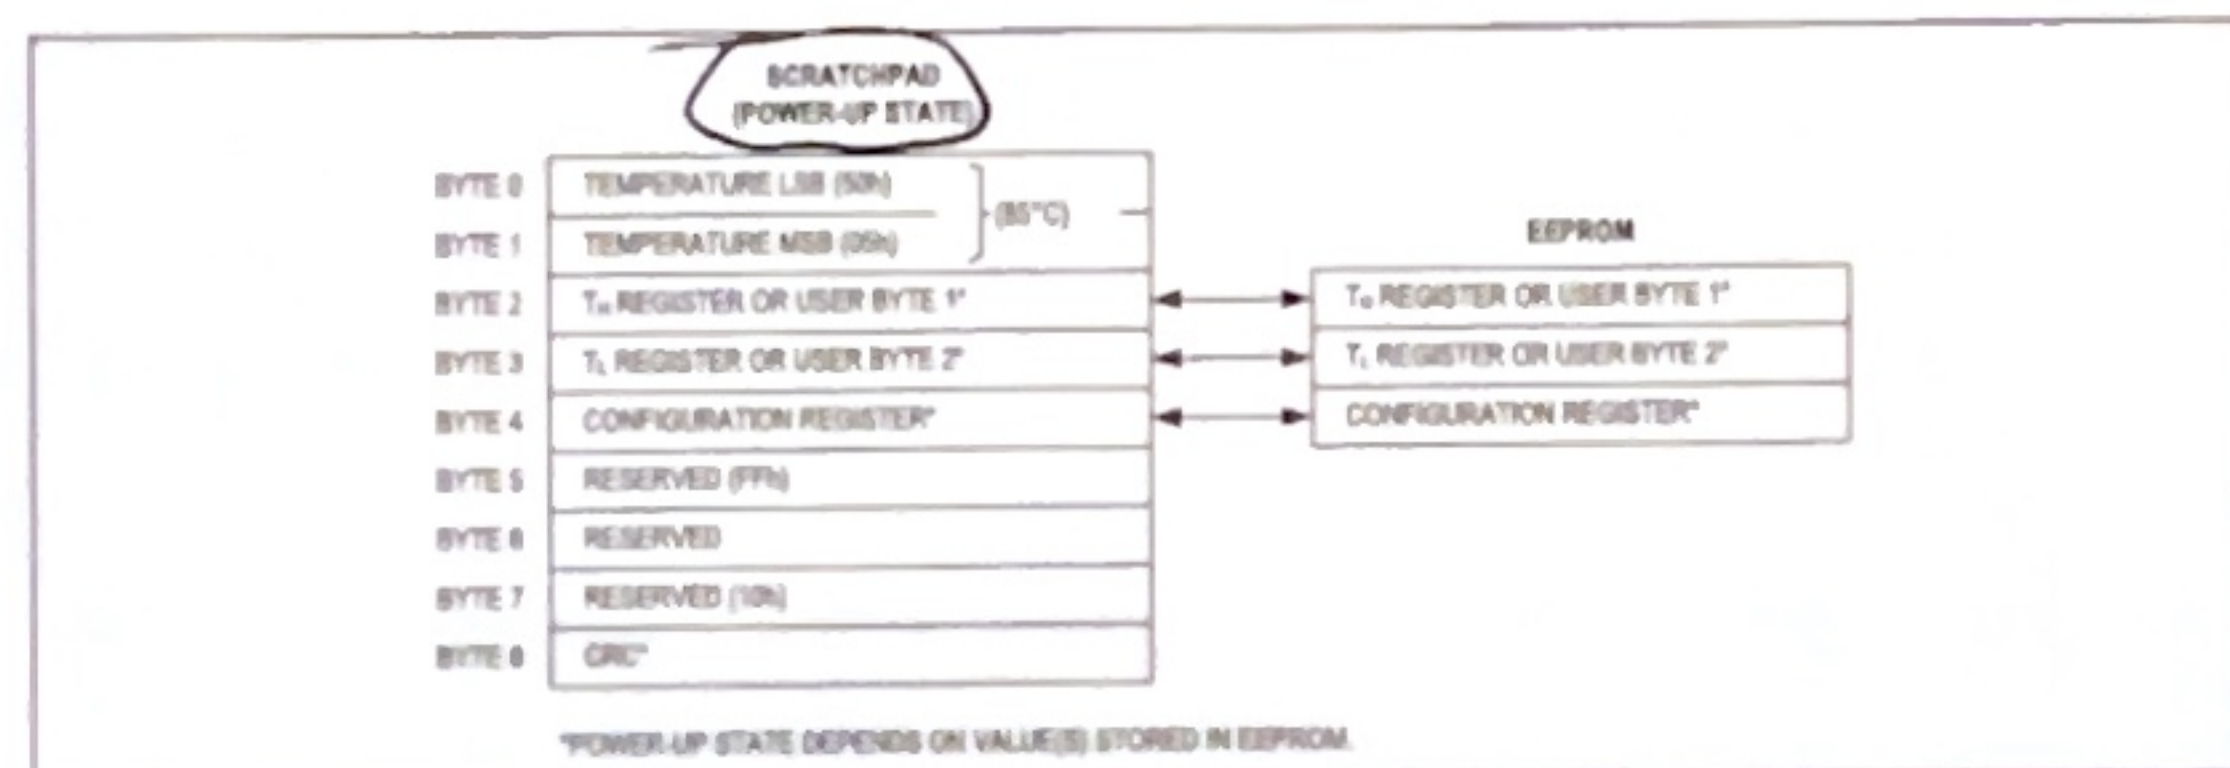 SCRATCHPAD
(POWER-UP STATE)
BYTE 0 TEMPERATURE LSB (50h)
(85°C)
BYTE 1 TEMPERATURE MSB (05h)
EEPROM
BYTE 2 TH REGISTER OR USER BYTE 1* TH REGISTER OR USER BYTE 1*
BYTE 3 TL REGISTER OR USER BYTE 2* TL REGISTER OR USER BYTE 2*
BYTE 4 CONFIGURATION REGISTER* CONFIGURATION REGISTER*
BYTE 5 RESERVED (FFh)
BYTE 6 RESERVED
BYTE 7 RESERVED (10h)
BYTE 8 CRC*
*POWER-UP STATE DEPENDS ON VALUE(S) STORED IN EEPROM.